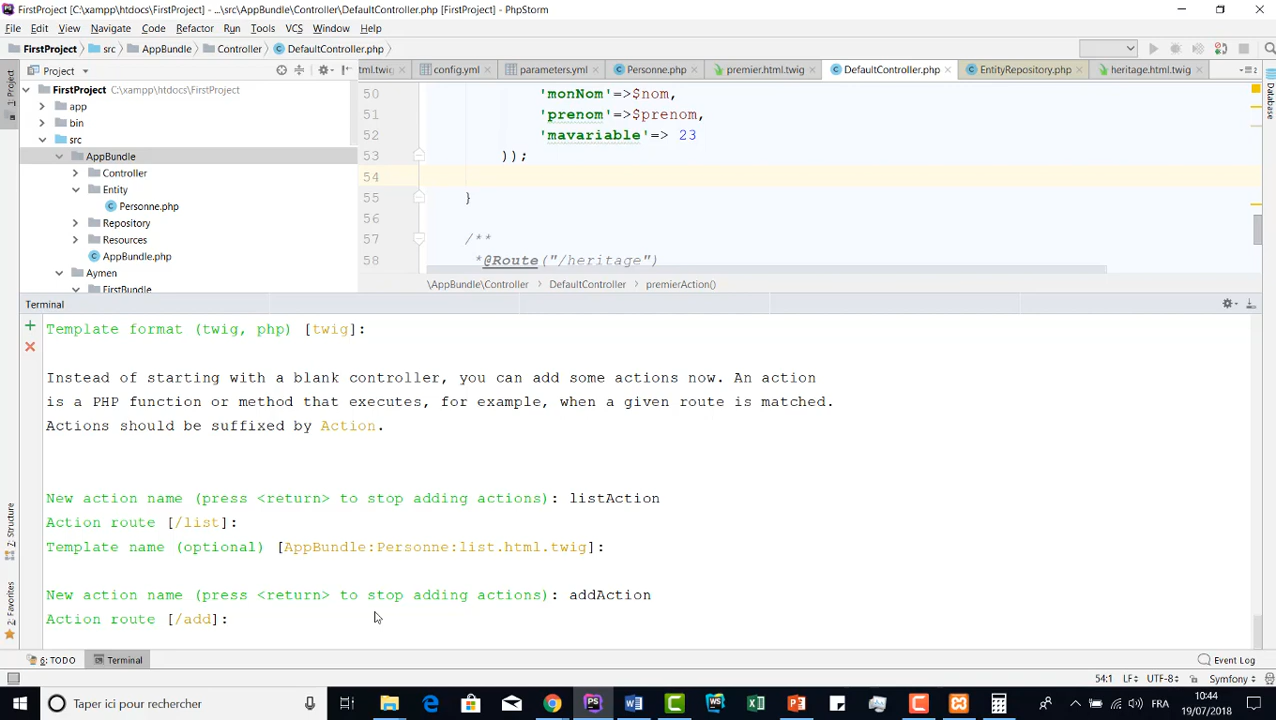 FirstProject [C:\xampp\htdocs\FirstProject] - ...\src\AppBundle\Controller\DefaultController.php [FirstProject] - PhpStorm
File Edit View Navigate Code Refactor Run Tools VCS Window Help
FirstProject src AppBundle Controller DefaultController.php
1: Project
Project
ml.twig config.yml parameters.yml Personne.php premier.html.twig DefaultController.php EntityRepository.php heritage.html.twig
Database
FirstProject C:\xampp\htdocs\FirstProject
app
bin
src
AppBundle
Controller
Entity
Personne.php
Repository
Resources
AppBundle.php
Aymen
FirstBundle
50 'monNom'=>$nom,
51 'prenom'=>$prenom,
52 'mavariable'=> 23
53 ));
54
55 }
56
57 /**
58 *@Route("/heritage")
\AppBundle\Controller DefaultController premierAction()
Terminal
Template format (twig, php) [twig]:
Instead of starting with a blank controller, you can add some actions now. An action
is a PHP function or method that executes, for example, when a given route is matched.
Actions should be suffixed by Action.
New action name (press <return> to stop adding actions): listAction
Action route [/list]:
Template name (optional) [AppBundle:Personne:list.html.twig]:
New action name (press <return> to stop adding actions): addAction
Action route [/add]:
7: Structure
2: Favorites
6: TODO Terminal Event Log
54:1 LF UTF-8 Symfony
Taper ici pour rechercher
FRA
10:44
19/07/2018